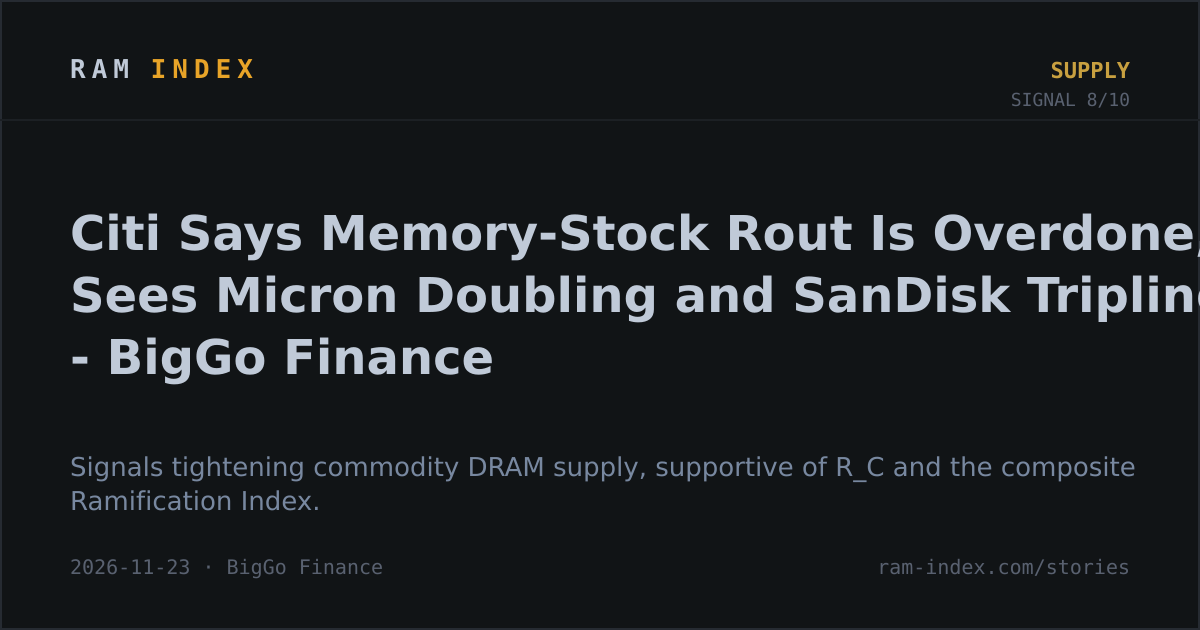 RAM INDEX
SUPPLY
SIGNAL 8/10
Citi Says Memory-Stock Rout Is Overdone,
Sees Micron Doubling and SanDisk Tripling
- BigGo Finance
Signals tightening commodity DRAM supply, supportive of R_C and the composite
Ramification Index.
2026-11-23 · BigGo Finance
ram-index.com/stories